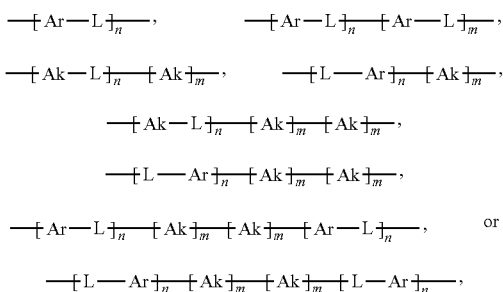 —[Ar—L]n—, —[Ar—L]n—[Ar—L]m—,
—[Ak—L]n—[Ak]m—, —[L—Ar]n—[Ak]m—,
—[Ak—L]n—[Ak]m—[Ak]m—,
—[L—Ar]n—[Ak]m—[Ak]m—,
—[Ar—L]n—[Ak]m—[Ak]m—[Ar—L]n—, or
—[L—Ar]n—[Ak]m—[Ak]m—[L—Ar]n—,